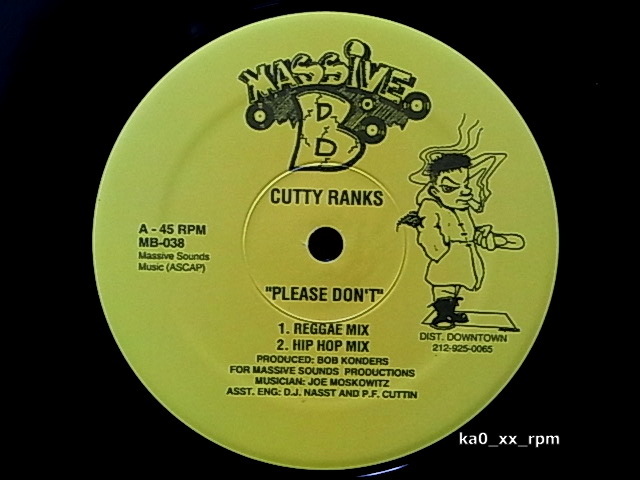 MASSIVE
B
CUTTY RANKS
A - 45 RPM
MB-038
Massive Sounds
Music (ASCAP)
"PLEASE DON'T"
1. REGGAE MIX
2. HIP HOP MIX
PRODUCED: BOB KONDERS
FOR MASSIVE SOUNDS PRODUCTIONS
MUSICIAN: JOE MOSKOWITZ
ASST. ENG: D.J. NASST AND P.F. CUTTIN
DIST. DOWNTOWN
212-925-0065
ka0_xx_rpm